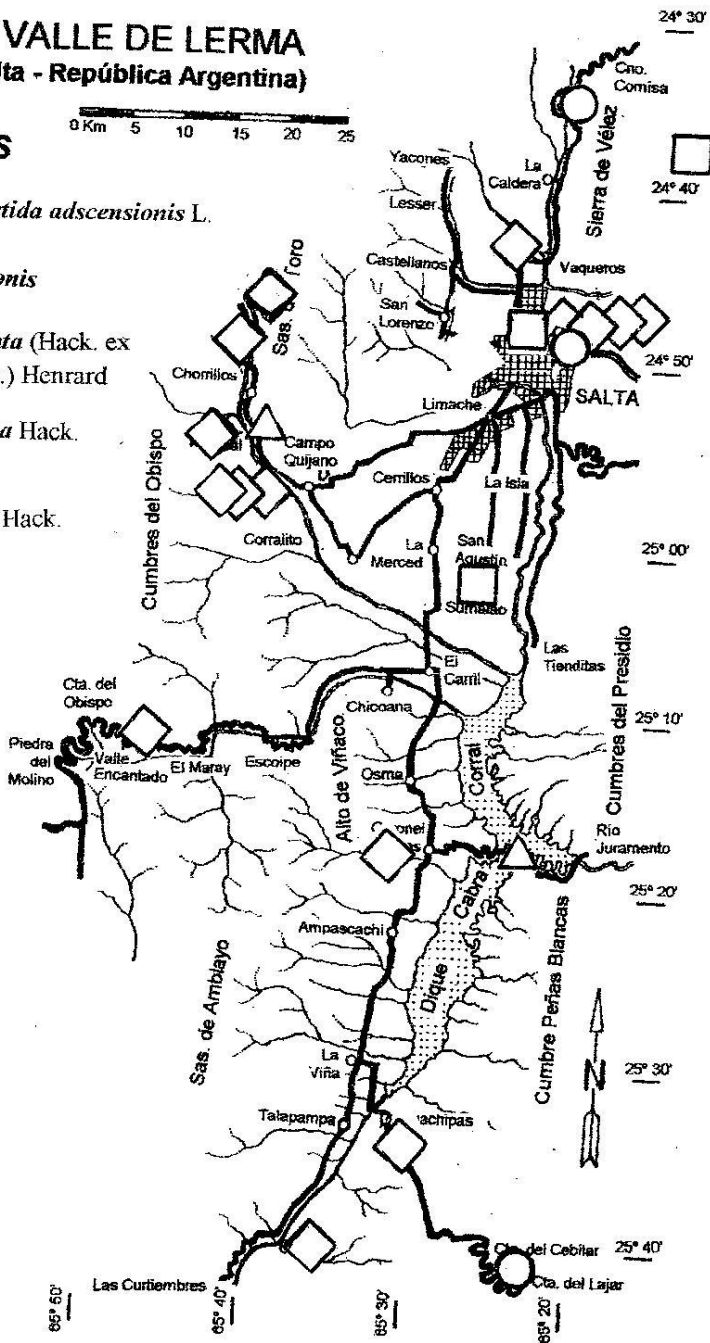 VALLE DE LERMA
lta - República Argentina)
0 Km 5 10 15 20 25
S
tida adscensionis L.
onis
ta (Hack. ex
.) Henrard
a Hack.
Hack.
24° 30'
24° 40'
24° 50'
25° 00'
25° 10'
25° 20'
25° 30'
25° 40'
Cno.
Cornisa
Sierra de Vélez
La
Caldera
Yacones
Lesser
Castellanos
Vaqueros
San
Lorenzo
Sas.
Toro
Chorrillos
Limache
SALTA
Campo
Quijano
Cerrillos
La Isla
Cumbres del Obispo
Corralito
La
Merced
San
Agustín
Sumalao
Las
Tienditas
El
Carril
Chicoana
Cumbres del Presidio
Cta. del
Obispo
Piedra
del
Molino
Valle
Encantado
El Maray
Escoipe
Alto de Viñaco
Osma
Corral
onel
Río
Juramento
Cabra
Ampascachi
Dique
Cumbre Peñas Blancas
Sas. de Amblayo
La
Viña
N
Talapampa
achipas
Cta. del Cebilar
Cta. del Lajar
Las Curtiembres
65° 50'
65° 40'
65° 30'
65° 20'